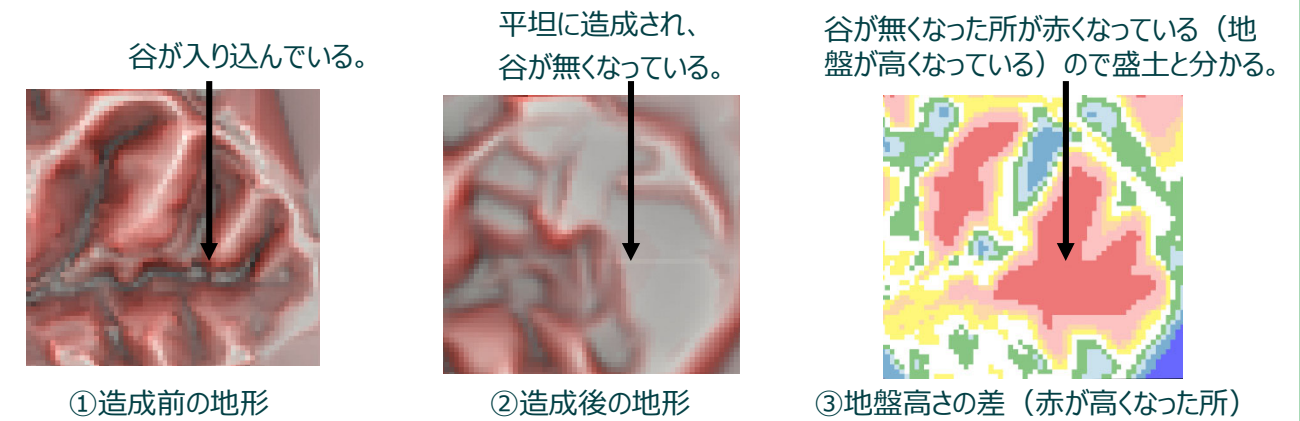 谷が入り込んでいる。
平坦に造成され、
谷が無くなっている。
谷が無くなった所が赤くなっている（地
盤が高くなっている）ので盛土と分かる。
①造成前の地形
②造成後の地形
③地盤高さの差（赤が高くなった所）